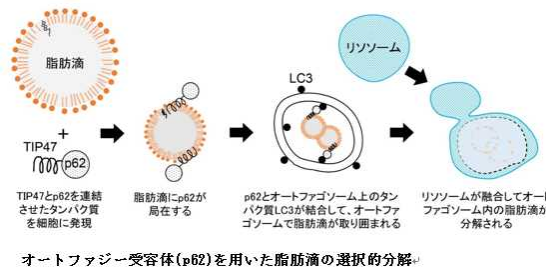 脂肪滴
+
TIP47
p62
TIP47とp62を連結
させたタンパク質
を細胞に発現
脂肪滴にp62が
局在する
LC3
p62とオートファゴソーム上のタン
パク質LC3が結合して、オートファ
ゴソームで脂肪滴が取り囲まれる
リソソーム
リソソームが融合してオート
ファゴソーム内の脂肪滴が
分解される
オートファジー受容体(p62)を用いた脂肪滴の選択的分解↵